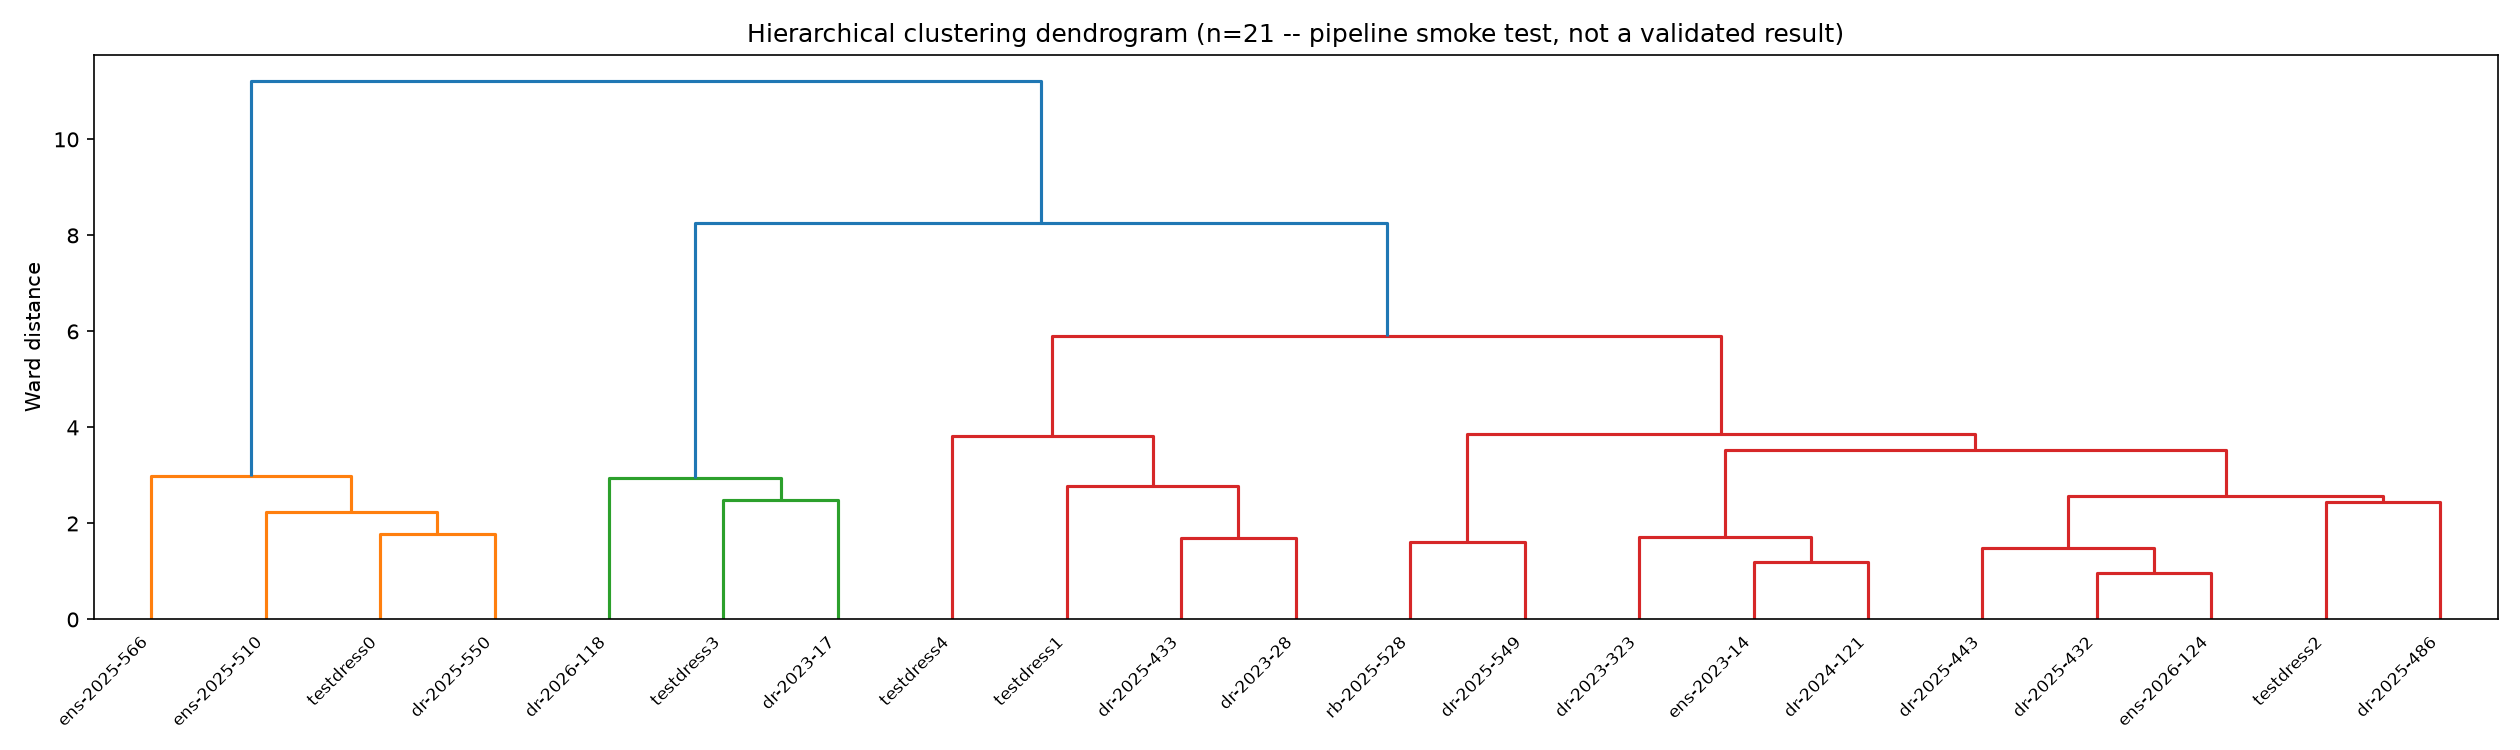 Hierarchical clustering dendrogram (n=21 -- pipeline smoke test, not a validated result)
Ward distance
10
8
6
4
2
0
ens-2025-566
ens-2025-510
testdress0
dr-2025-550
dr-2026-118
testdress3
dr-2023-17
testdress4
testdress1
dr-2025-433
dr-2023-28
rb-2025-528
dr-2025-549
dr-2023-323
ens-2023-14
dr-2024-121
dr-2025-443
dr-2025-432
ens-2026-124
testdress2
dr-2025-486